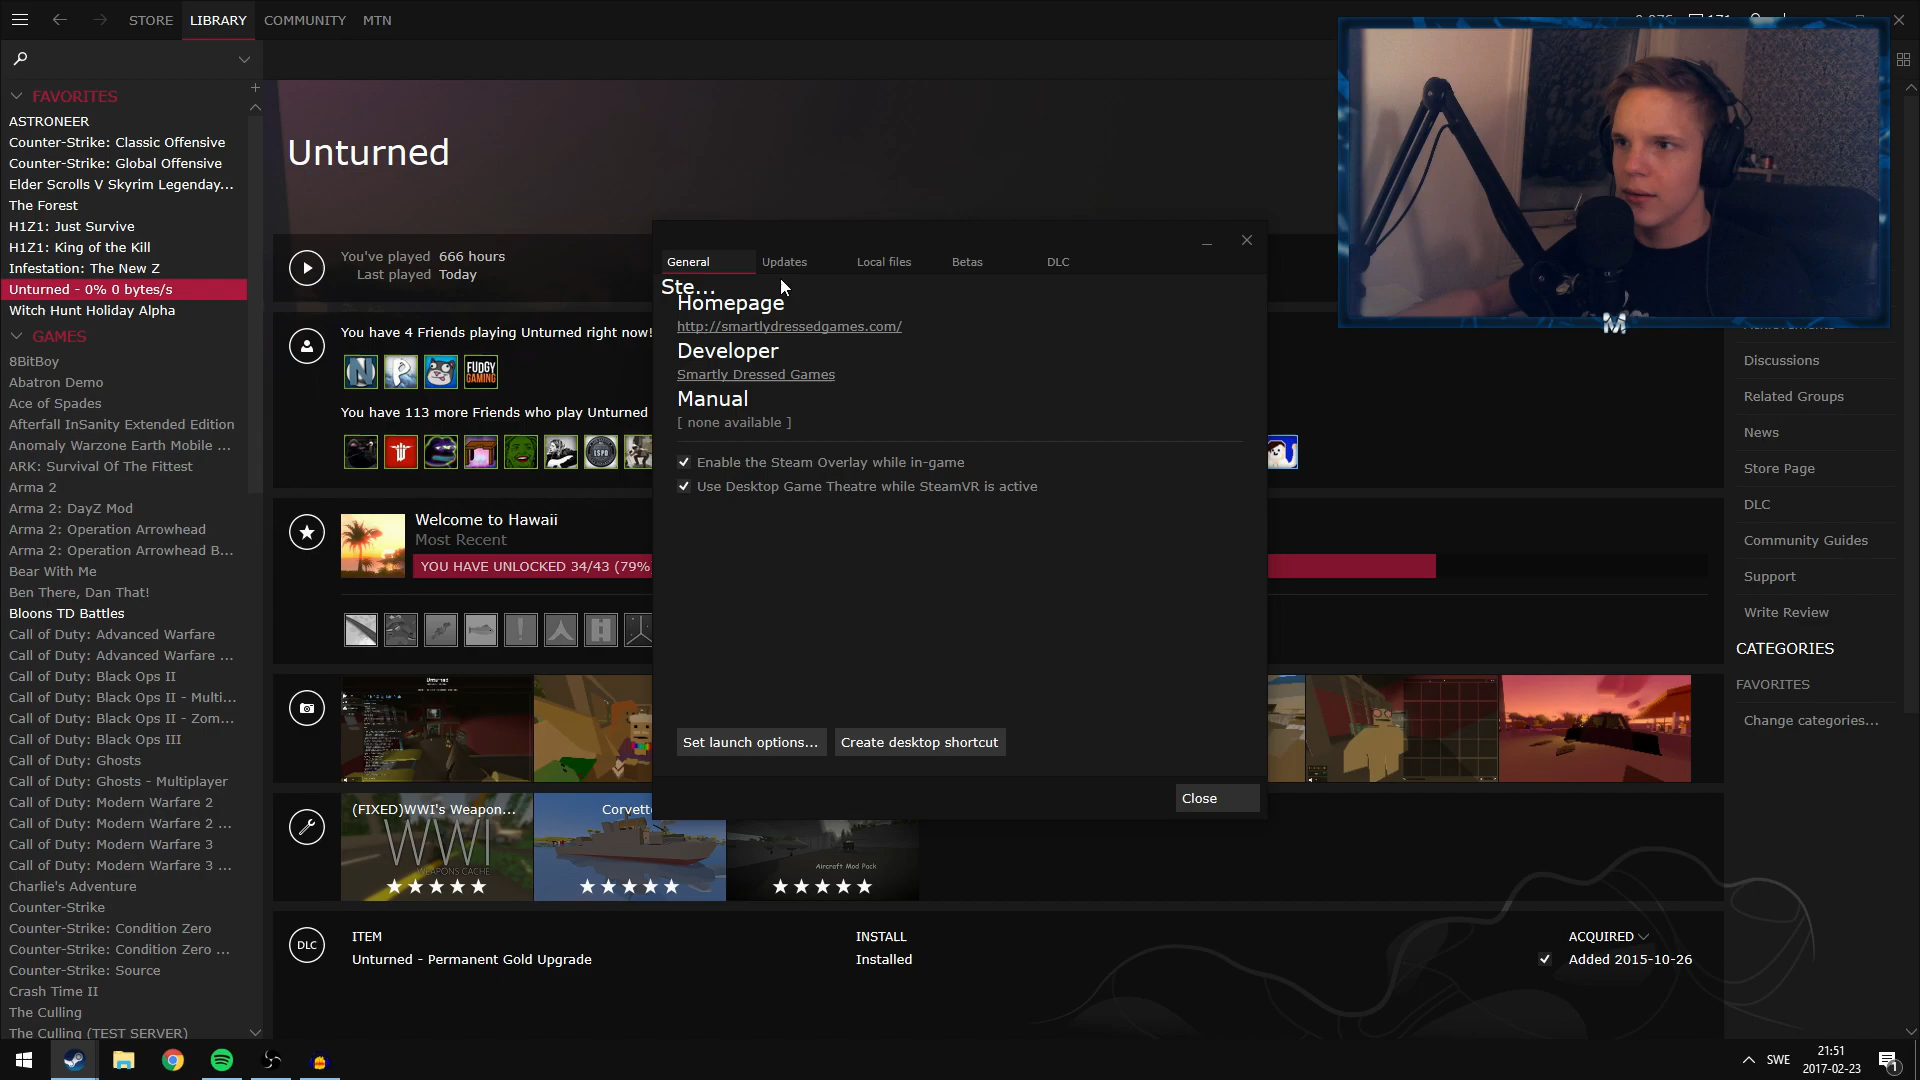 STORE LIBRARY COMMUNITY MTN
FAVORITES
ASTRONEER
Counter-Strike: Classic Offensive
Counter-Strike: Global Offensive
Elder Scrolls V Skyrim Legendary...
The Forest
H1Z1: Just Survive
H1Z1: King of the Kill
Infestation: The New Z
Unturned - 0% 0 bytes/s
Witch Hunt Holiday Alpha
GAMES
8BitBoy
Abatron Demo
Ace of Spades
Afterfall InSanity Extended Edition
Anomaly Warzone Earth Mobile ...
ARK: Survival Of The Fittest
Arma 2
Arma 2: DayZ Mod
Arma 2: Operation Arrowhead
Arma 2: Operation Arrowhead B...
Bear With Me
Ben There, Dan That!
Bloons TD Battles
Call of Duty: Advanced Warfare
Call of Duty: Advanced Warfare ...
Call of Duty: Black Ops II
Call of Duty: Black Ops II - Multi...
Call of Duty: Black Ops II - Zom...
Call of Duty: Black Ops III
Call of Duty: Ghosts
Call of Duty: Ghosts - Multiplayer
Call of Duty: Modern Warfare 2
Call of Duty: Modern Warfare 2 ...
Call of Duty: Modern Warfare 3
Call of Duty: Modern Warfare 3 ...
Charlie's Adventure
Counter-Strike
Counter-Strike: Condition Zero
Counter-Strike: Condition Zero ...
Counter-Strike: Source
Crash Time II
The Culling
The Culling (TEST SERVER)
Unturned
You've played 666 hours
Last played Today
You have 4 Friends playing Unturned right now!
FUDGY GAMING
You have 113 more Friends who play Unturned
Welcome to Hawaii
Most Recent
YOU HAVE UNLOCKED 34/43 (79%
(FIXED)WWI's Weapon...
WWI
WEAPONS CACHE
Corvett
Aircraft Mod Pack
DLC
ITEM INSTALL ACQUIRED
Unturned - Permanent Gold Upgrade Installed Added 2015-10-26
General Updates Local files Betas DLC
Ste...
Homepage
http://smartlydressedgames.com/
Developer
Smartly Dressed Games
Manual
[ none available ]
Enable the Steam Overlay while in-game
Use Desktop Game Theatre while SteamVR is active
Set launch options... Create desktop shortcut
Close
M
Discussions
Related Groups
News
Store Page
DLC
Community Guides
Support
Write Review
CATEGORIES
FAVORITES
Change categories...
SWE
21:51
2017-02-23
1